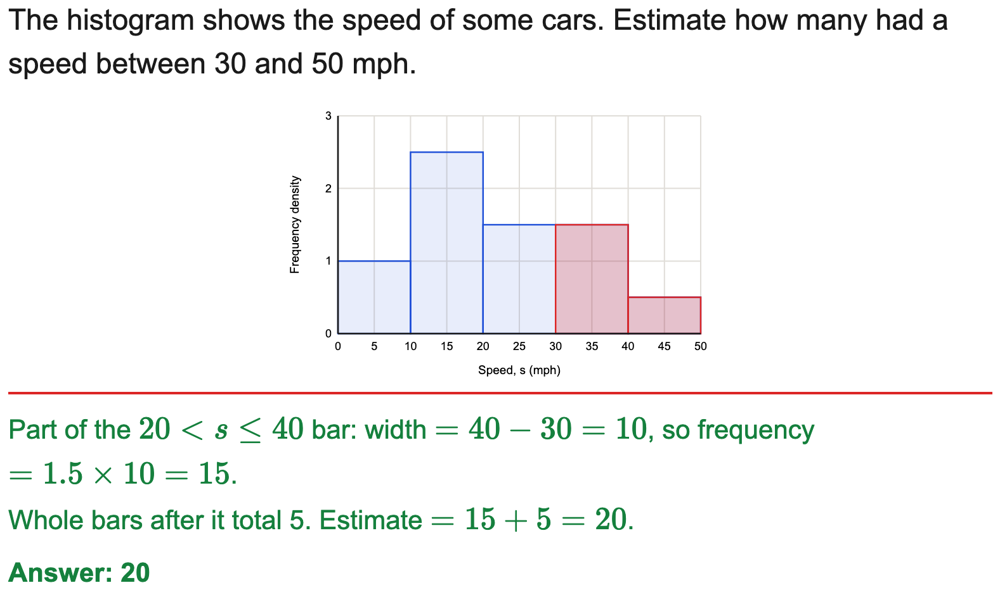 The histogram shows the speed of some cars. Estimate how many had a
speed between 30 and 50 mph.
3
2
1
0
Frequency density
0 5 10 15 20 25 30 35 40 45 50
Speed, s (mph)
Part of the 20 < s ≤ 40 bar: width = 40 − 30 = 10, so frequency
= 1.5 × 10 = 15.
Whole bars after it total 5. Estimate = 15 + 5 = 20.
Answer: 20